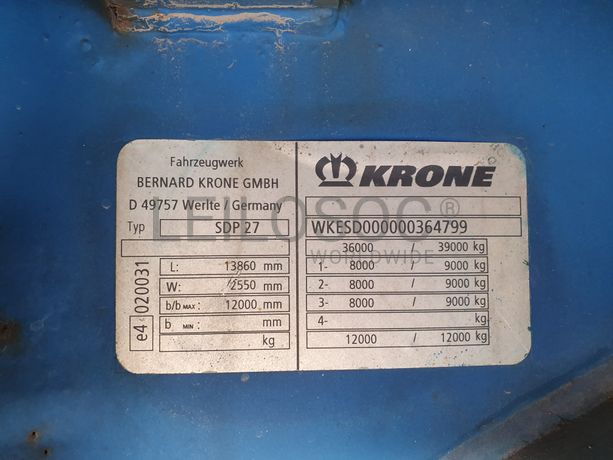 Fahrzeugwerk
BERNARD KRONE GMBH
D 49757 Werlte / Germany
Typ SDP 27
e4 020031
L: 13860 mm
W: 2550 mm
b/b MAX: 12000 mm
b MIN: mm
kg
KRONE
WKESD000000364799
36000 / 39000 kg
1- 8000 / 9000 kg
2- 8000 / 9000 kg
3- 8000 / 9000 kg
4- kg
12000 / 12000 kg
LEILOSOC®
WORLDWIDE